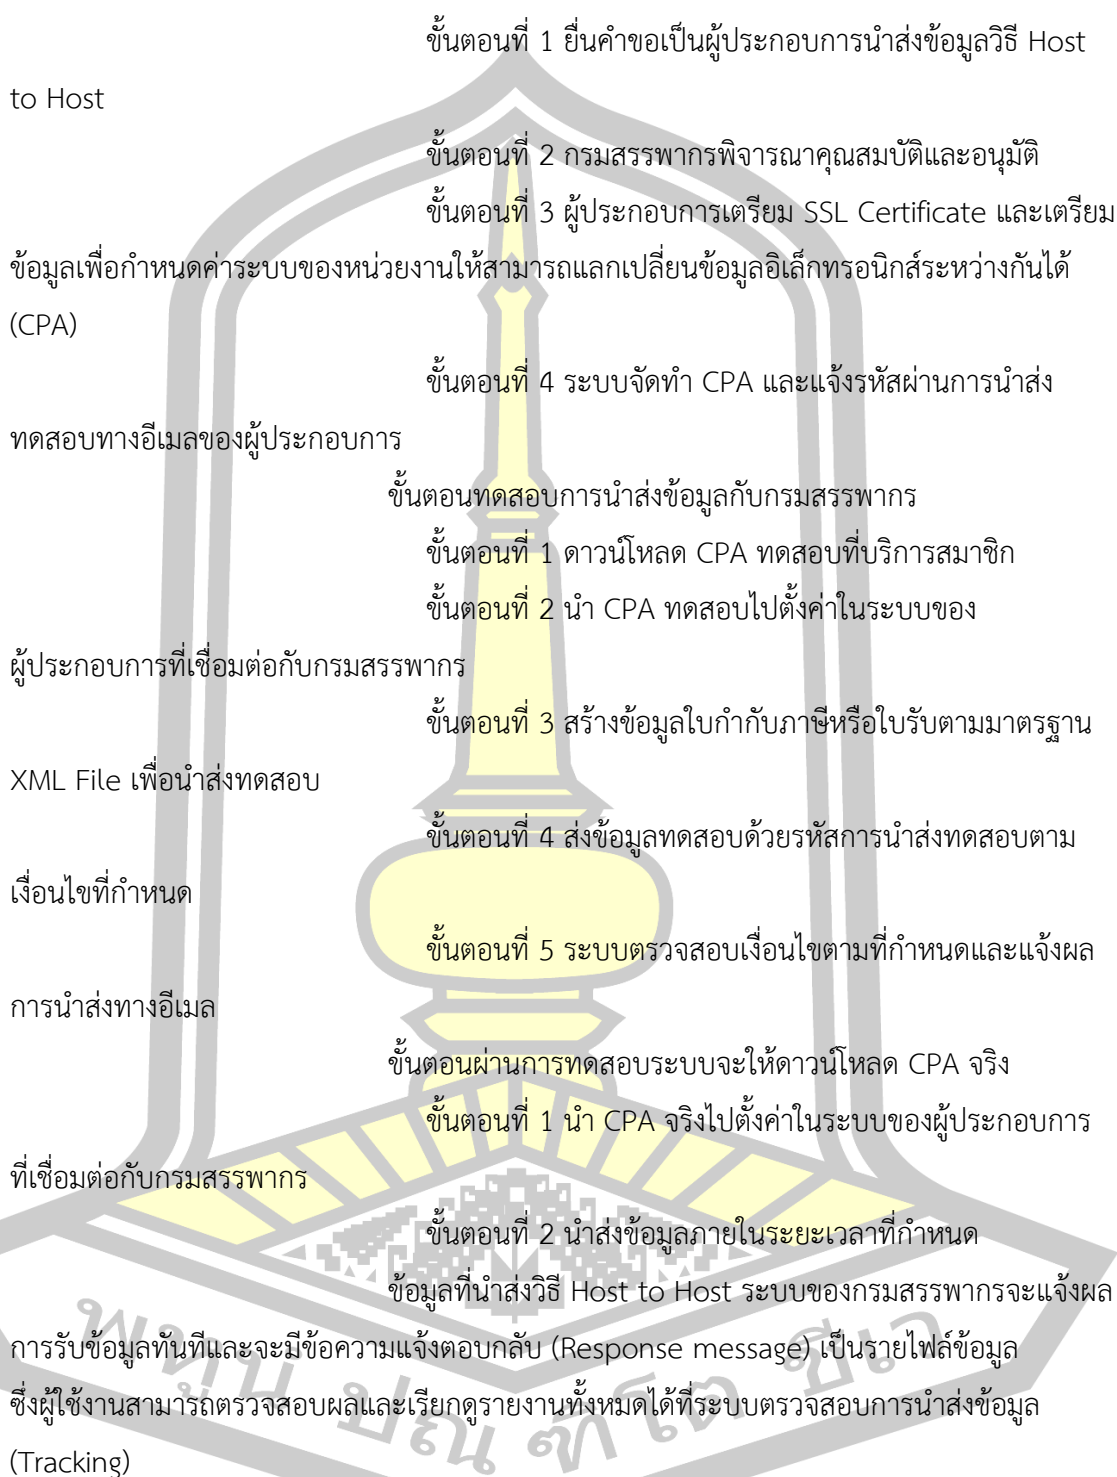 ขั้นตอนที่ 1 ยื่นคำขอเป็นผู้ประกอบการนำส่งข้อมูลวิธี Host
to Host
ขั้นตอนที่ 2 กรมสรรพากรพิจารณาคุณสมบัติและอนุมัติ
ขั้นตอนที่ 3 ผู้ประกอบการเตรียม SSL Certificate และเตรียม
ข้อมูลเพื่อกำหนดค่าระบบของหน่วยงานให้สามารถแลกเปลี่ยนข้อมูลอิเล็กทรอนิกส์ระหว่างกันได้
(CPA)
ขั้นตอนที่ 4 ระบบจัดทำ CPA และแจ้งรหัสผ่านการนำส่ง
ทดสอบทางอีเมลของผู้ประกอบการ
ขั้นตอนทดสอบการนำส่งข้อมูลกับกรมสรรพากร
ขั้นตอนที่ 1 ดาวน์โหลด CPA ทดสอบที่บริการสมาชิก
ขั้นตอนที่ 2 นำ CPA ทดสอบไปตั้งค่าในระบบของ
ผู้ประกอบการที่เชื่อมต่อกับกรมสรรพากร
ขั้นตอนที่ 3 สร้างข้อมูลใบกำกับภาษีหรือใบรับตามมาตรฐาน
XML File เพื่อนำส่งทดสอบ
ขั้นตอนที่ 4 ส่งข้อมูลทดสอบด้วยรหัสการนำส่งทดสอบตาม
เงื่อนไขที่กำหนด
ขั้นตอนที่ 5 ระบบตรวจสอบเงื่อนไขตามที่กำหนดและแจ้งผล
การนำส่งทางอีเมล
ขั้นตอนผ่านการทดสอบระบบจะให้ดาวน์โหลด CPA จริง
ขั้นตอนที่ 1 นำ CPA จริงไปตั้งค่าในระบบของผู้ประกอบการ
ที่เชื่อมต่อกับกรมสรรพากร
ขั้นตอนที่ 2 นำส่งข้อมูลภายในระยะเวลาที่กำหนด
ข้อมูลที่นำส่งวิธี Host to Host ระบบของกรมสรรพากรจะแจ้งผล
การรับข้อมูลทันทีและจะมีข้อความแจ้งตอบกลับ (Response message) เป็นรายไฟล์ข้อมูล
ซึ่งผู้ใช้งานสามารถตรวจสอบผลและเรียกดูรายงานทั้งหมดได้ที่ระบบตรวจสอบการนำส่งข้อมูล
(Tracking)
พหูนํ ปณฺฑิโต ชีเว